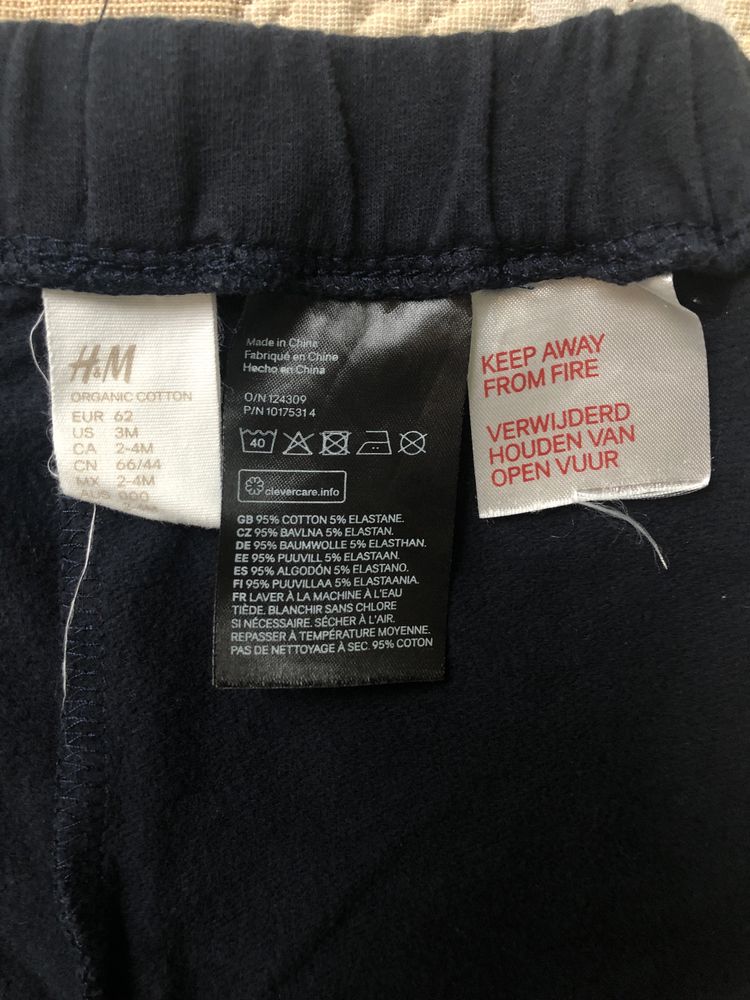 H&M
ORGANIC COTTON
EUR 62
US 3M
CA 2-4M
CN 66/44
MX 2-4M
AUS 000
Made in China
Fabriqué en Chine
Hecho en China
O/N 124309
P/N 1017531 4
40
clevercare.info
GB 95% COTTON 5% ELASTANE.
CZ 95% BAVLNA 5% ELASTAN.
DE 95% BAUMWOLLE 5% ELASTHAN.
EE 95% PUUVILL 5% ELASTAAN.
ES 95% ALGODÓN 5% ELASTANO.
FI 95% PUUVILLAA 5% ELASTAANIA.
FR LAVER À LA MACHINE À L'EAU
TIÈDE. BLANCHIR SANS CHLORE
SI NÉCESSAIRE. SÉCHER À L'AIR.
REPASSER À TEMPÉRATURE MOYENNE.
PAS DE NETTOYAGE À SEC. 95% COTON
KEEP AWAY
FROM FIRE
VERWIJDERD
HOUDEN VAN
OPEN VUUR